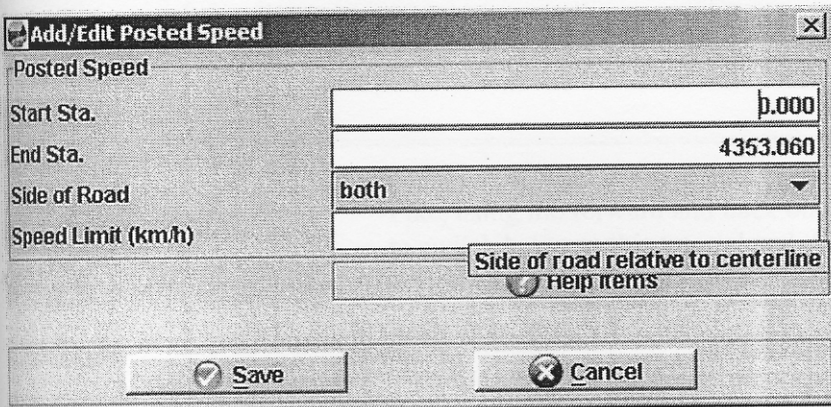 Add/Edit Posted Speed
Posted Speed
Start Sta. 0.000
End Sta. 4353.060
Side of Road both
Speed Limit (km/h)
Side of road relative to centerline
Help Items
Save Cancel